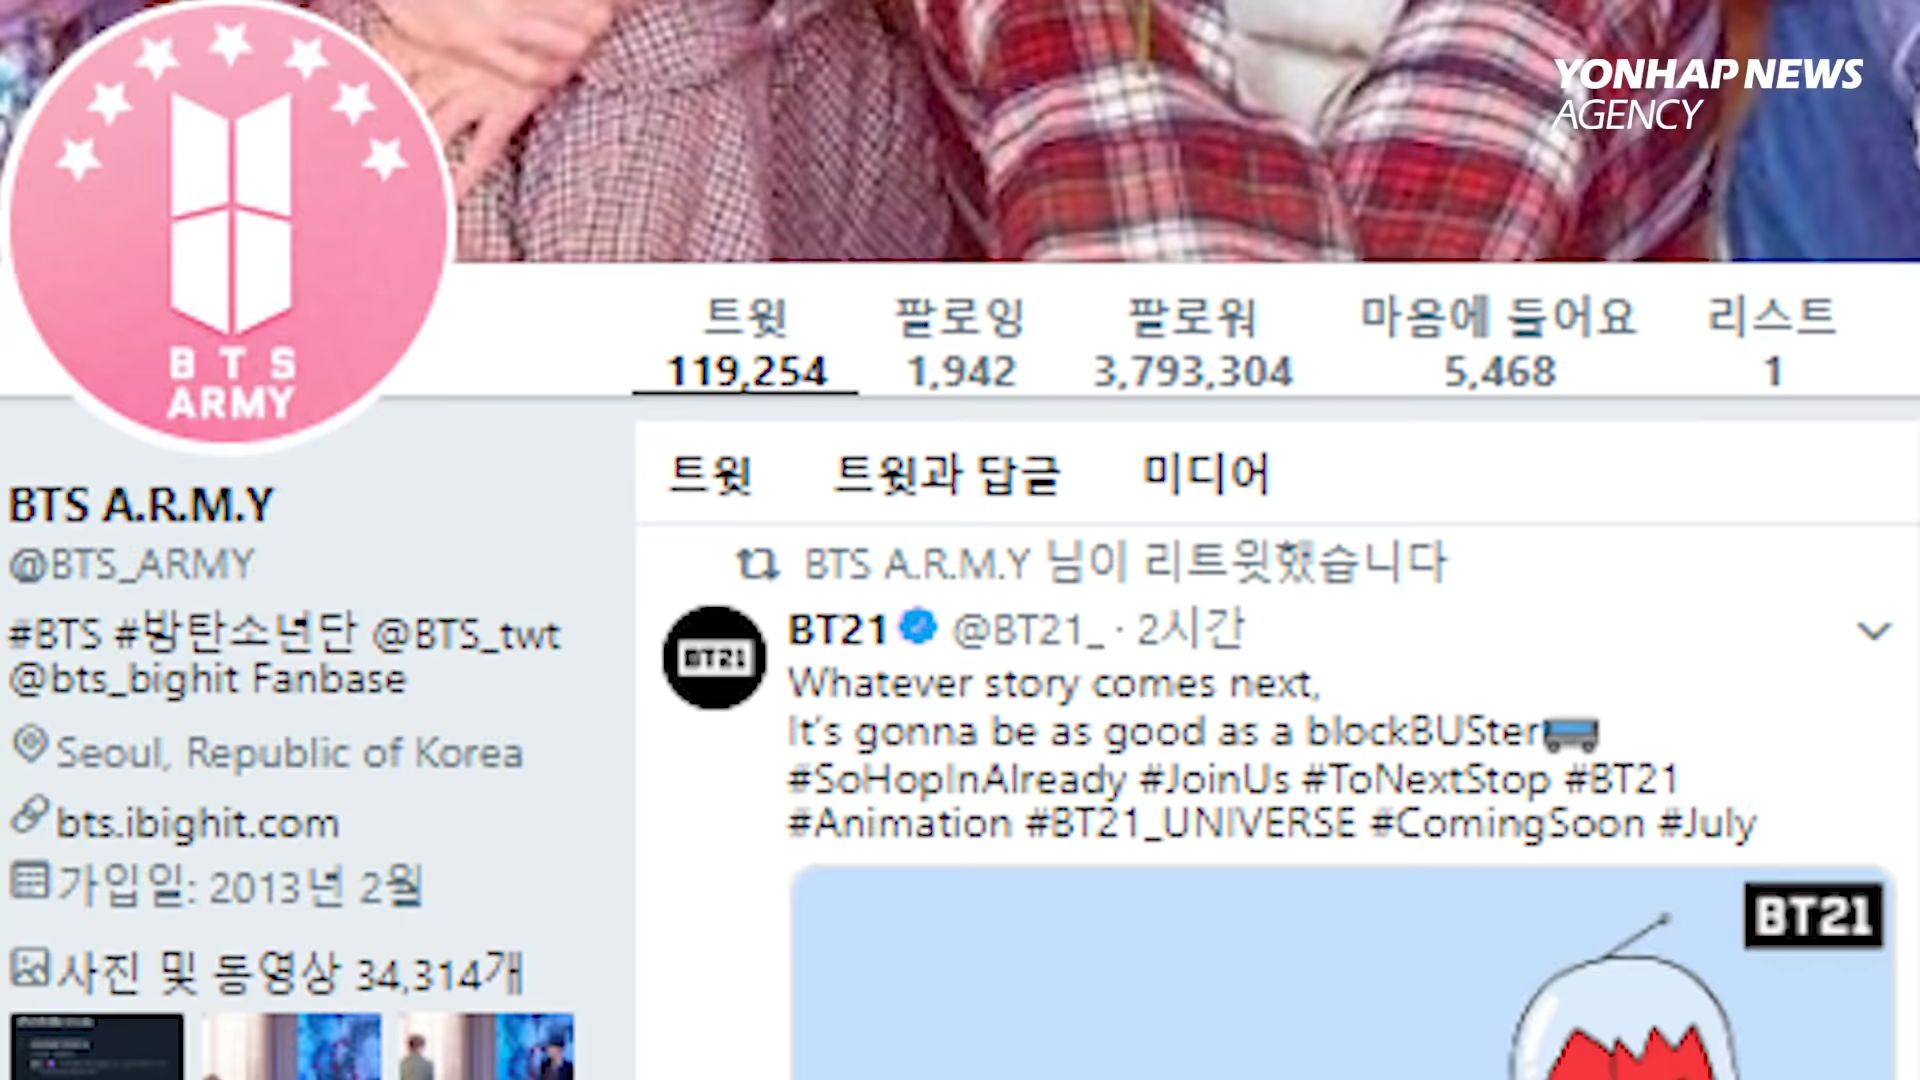 YONHAP NEWS
AGENCY
B T S
ARMY
트윗 팔로잉 팔로워 마음에 들어요 리스트
119,254 1,942 3,793,304 5,468 1
BTS A.R.M.Y
@BTS_ARMY
#BTS #방탄소년단 @BTS_twt
@bts_bighit Fanbase
Seoul, Republic of Korea
bts.ibighit.com
가입일: 2013년 2월
사진 및 동영상 34,314개
트윗 트윗과 답글 미디어
BTS A.R.M.Y 님이 리트윗했습니다
BT21
BT21 @BT21_ · 2시간
Whatever story comes next,
It's gonna be as good as a blockBUSter
#SoHopInAlready #JoinUs #ToNextStop #BT21
#Animation #BT21_UNIVERSE #ComingSoon #July
BT21